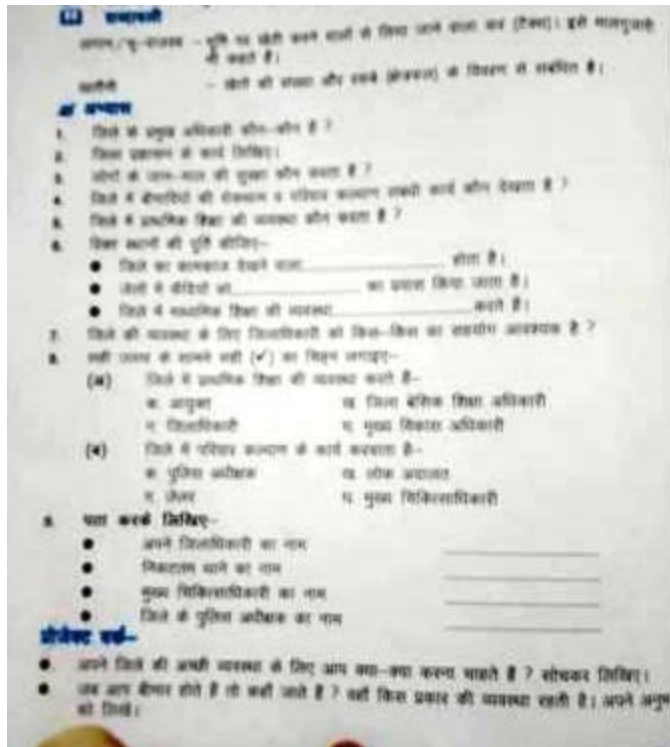 शब्दावली
लगान/भू-राजस्व – भूमि पर खेती करने वालों से लिया जाने वाला कर (टैक्स)। इसे मालगुजारी
भी कहते हैं।
खतौनी – खेतों की संख्या और रकबे (क्षेत्रफल) के विवरण से संबंधित है।
अभ्यास
1. जिले के प्रमुख अधिकारी कौन-कौन हैं ?
2. जिला प्रशासन के कार्य लिखिए।
3. लोगों के जान-माल की सुरक्षा कौन करता है ?
4. जिले में बीमारियों की रोकथाम व परिवार कल्याण संबंधी कार्य कौन देखता है ?
5. जिले में प्राथमिक शिक्षा की व्यवस्था कौन करता है ?
6. रिक्त स्थानों की पूर्ति कीजिए–
● जिले का कामकाज देखने वाला होता है।
● जेलों में कैदियों को का प्रयास किया जाता है।
● जिले में माध्यमिक शिक्षा की व्यवस्था करते हैं।
7. जिले की व्यवस्था के लिए जिलाधिकारी को किस-किस का सहयोग आवश्यक है ?
8. सही उत्तर के सामने सही (✓) का चिह्न लगाइए–
(अ) जिले में प्राथमिक शिक्षा की व्यवस्था करते हैं–
क. आयुक्त ख. जिला बेसिक शिक्षा अधिकारी
ग. जिलाधिकारी घ. मुख्य विकास अधिकारी
(ब) जिले में परिवार कल्याण के कार्य करवाता है–
क. पुलिस अधीक्षक ख. लोक अदालत
ग. जेलर घ. मुख्य चिकित्साधिकारी
9. पता करके लिखिए–
● अपने जिलाधिकारी का नाम
● निकटतम थाने का नाम
● मुख्य चिकित्साधिकारी का नाम
● जिले के पुलिस अधीक्षक का नाम
प्रोजेक्ट वर्क–
● अपने जिले की अच्छी व्यवस्था के लिए आप क्या-क्या करना चाहते हैं ? सोचकर लिखिए।
● जब आप बीमार होते हैं तो कहाँ जाते हैं ? वहाँ किस प्रकार की व्यवस्था रहती है। अपने अनुभ
को लिखें।